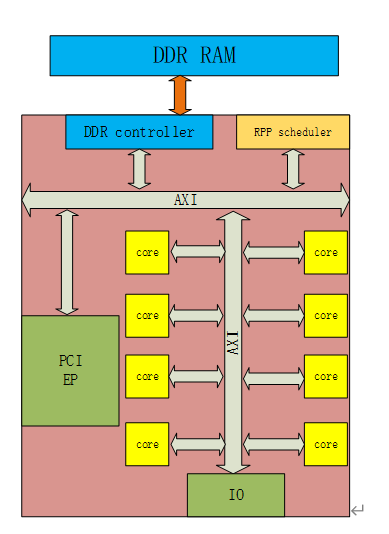 DDR RAM
DDR controller
RPP scheduler
AXI
core
core
core
core
PCI
EP
AXI
core
core
core
core
IO